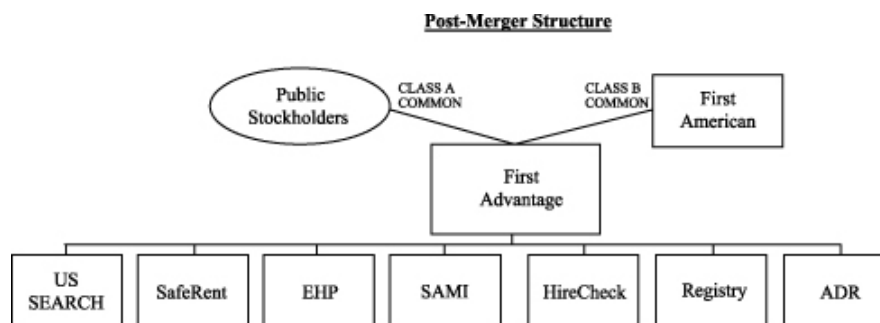 Post-Merger Structure
Public
Stockholders
CLASS A
COMMON
CLASS B
COMMON
First
American
First
Advantage
US
SEARCH
SafeRent
EHP
SAMI
HireCheck
Registry
ADR